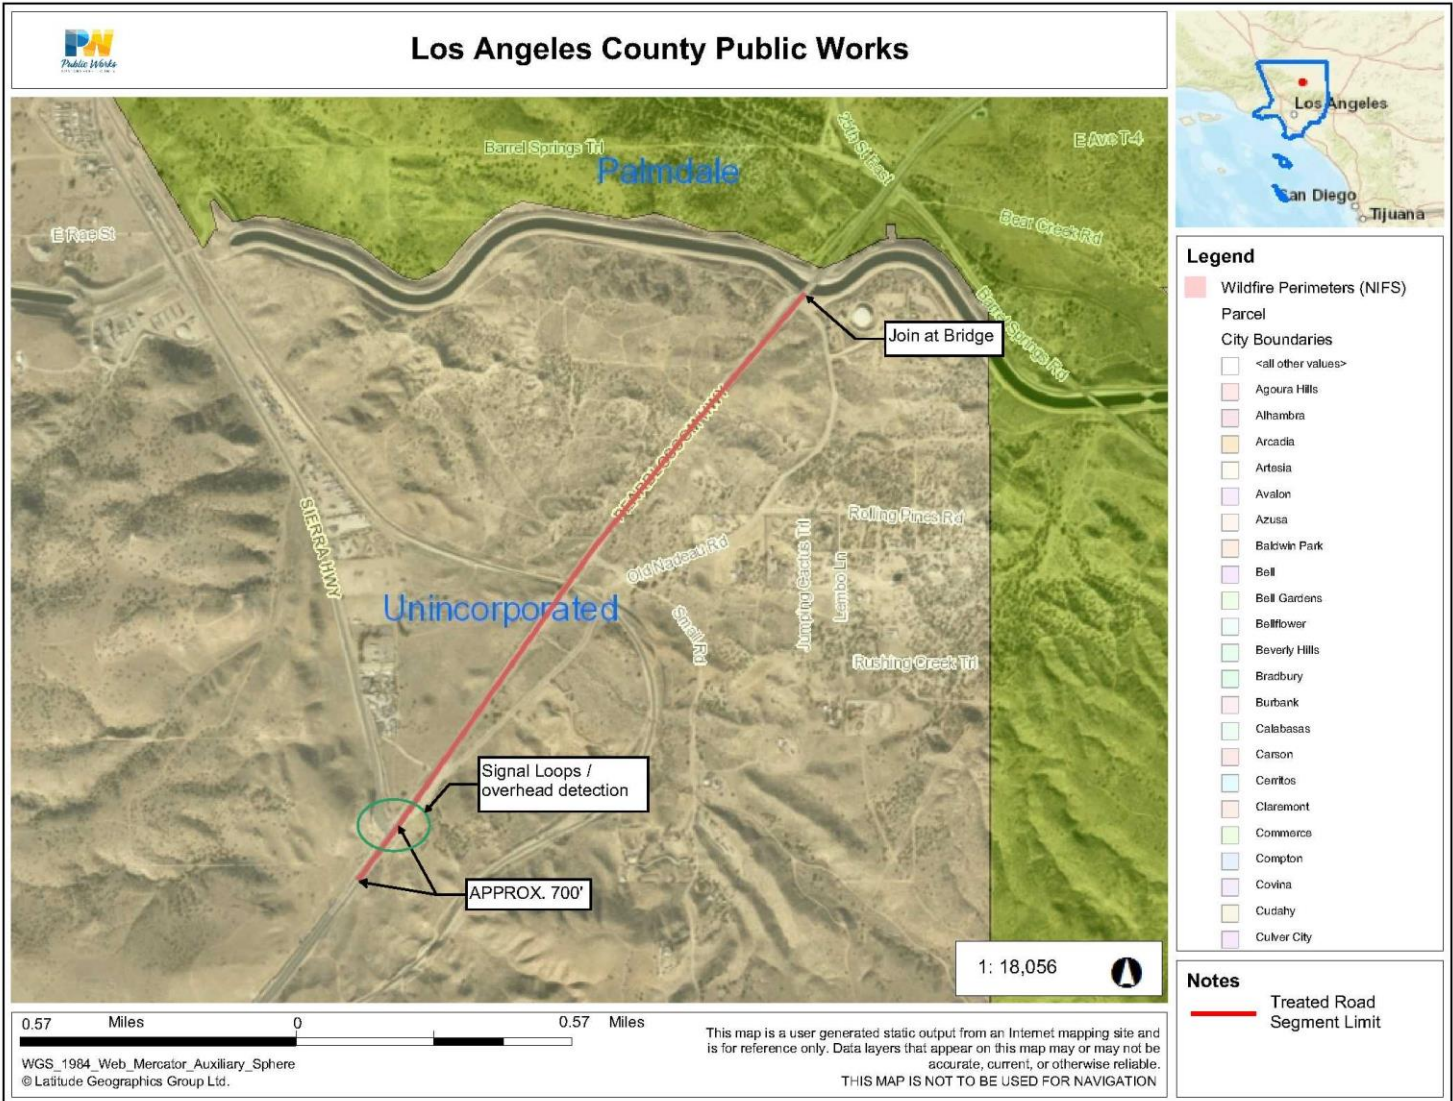 PW
Public Works
Los Angeles County Public Works
Barrel Springs Trl
Palmdale
25th St East
E Ave T-4
E Rae St
Bear Creek Rd
Barrel Springs Rd
Join at Bridge
PEARBLOSSOM HWY
SIERRA HWY
Rolling Pines Rd
Old Nadeau Rd
Jumping Cactus Trl
Lambo Ln
Unincorporated
Small Rd
Rushing Creek Trl
Signal Loops /
overhead detection
APPROX. 700'
1: 18,056
Los Angeles
San Diego
Tijuana
Legend
Wildfire Perimeters (NIFS)
Parcel
City Boundaries
<all other values>
Agoura Hills
Alhambra
Arcadia
Artesia
Avalon
Azusa
Baldwin Park
Bell
Bell Gardens
Bellflower
Beverly Hills
Bradbury
Burbank
Calabasas
Carson
Cerritos
Claremont
Commerce
Compton
Covina
Cudahy
Culver City
Notes
Treated Road
Segment Limit
0.57 Miles 0 0.57 Miles
WGS_1984_Web_Mercator_Auxiliary_Sphere
© Latitude Geographics Group Ltd.
This map is a user generated static output from an Internet mapping site and
is for reference only. Data layers that appear on this map may or may not be
accurate, current, or otherwise reliable.
THIS MAP IS NOT TO BE USED FOR NAVIGATION